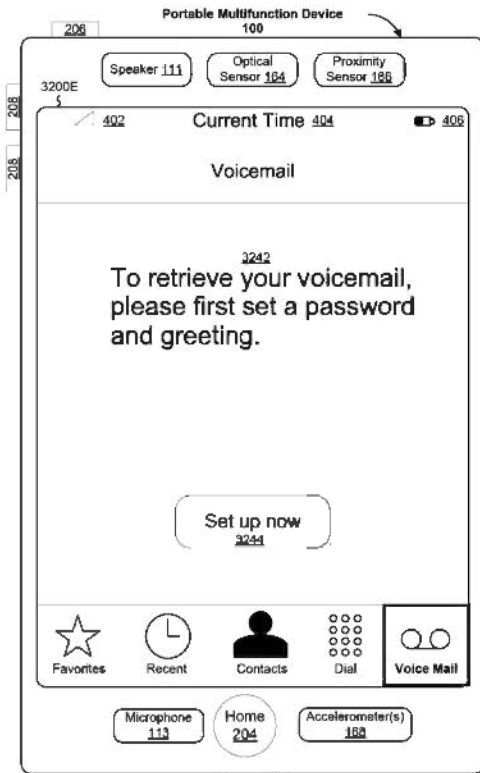 Portable Multifunction Device
100
206
Speaker 111
Optical
Sensor 164
Proximity
Sensor 166
3200E
208
208
402
Current Time 404
406
Voicemail
3242
To retrieve your voicemail,
please first set a password
and greeting.
Set up now
3244
Favorites
Recent
Contacts
Dial
Voice Mail
Microphone
113
Home
204
Accelerometer(s)
168